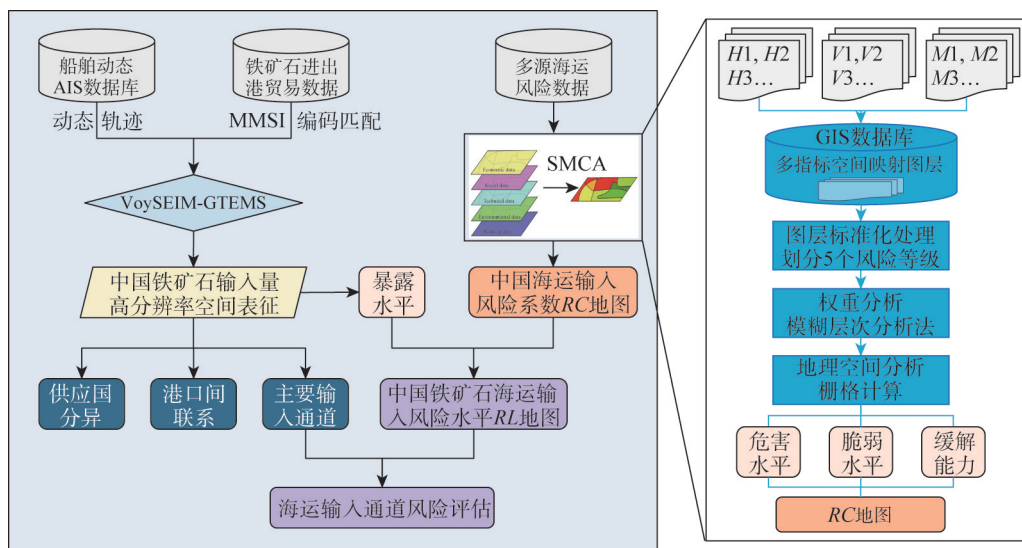 船舶动态
AIS数据库
铁矿石进出
港贸易数据
多源海运
风险数据
动态 轨迹
MMSI 编码匹配
VoySEIM-GTEMS
SMCA
Economic data
Social data
Technical data
Environmental data
中国铁矿石输入量
高分辨率空间表征
暴露
水平
中国海运输入
风险系数RC地图
供应国
分异
港口间
联系
主要输
入通道
中国铁矿石海运输
入风险水平RL地图
海运输入通道风险评估
H1, H2
H3…
V1,V2
V3…
M1, M2
M3…
GIS数据库
多指标空间映射图层
图层标准化处理
划分5个风险等级
权重分析
模糊层次分析法
地理空间分析
栅格计算
危害
水平
脆弱
水平
缓解
能力
RC地图